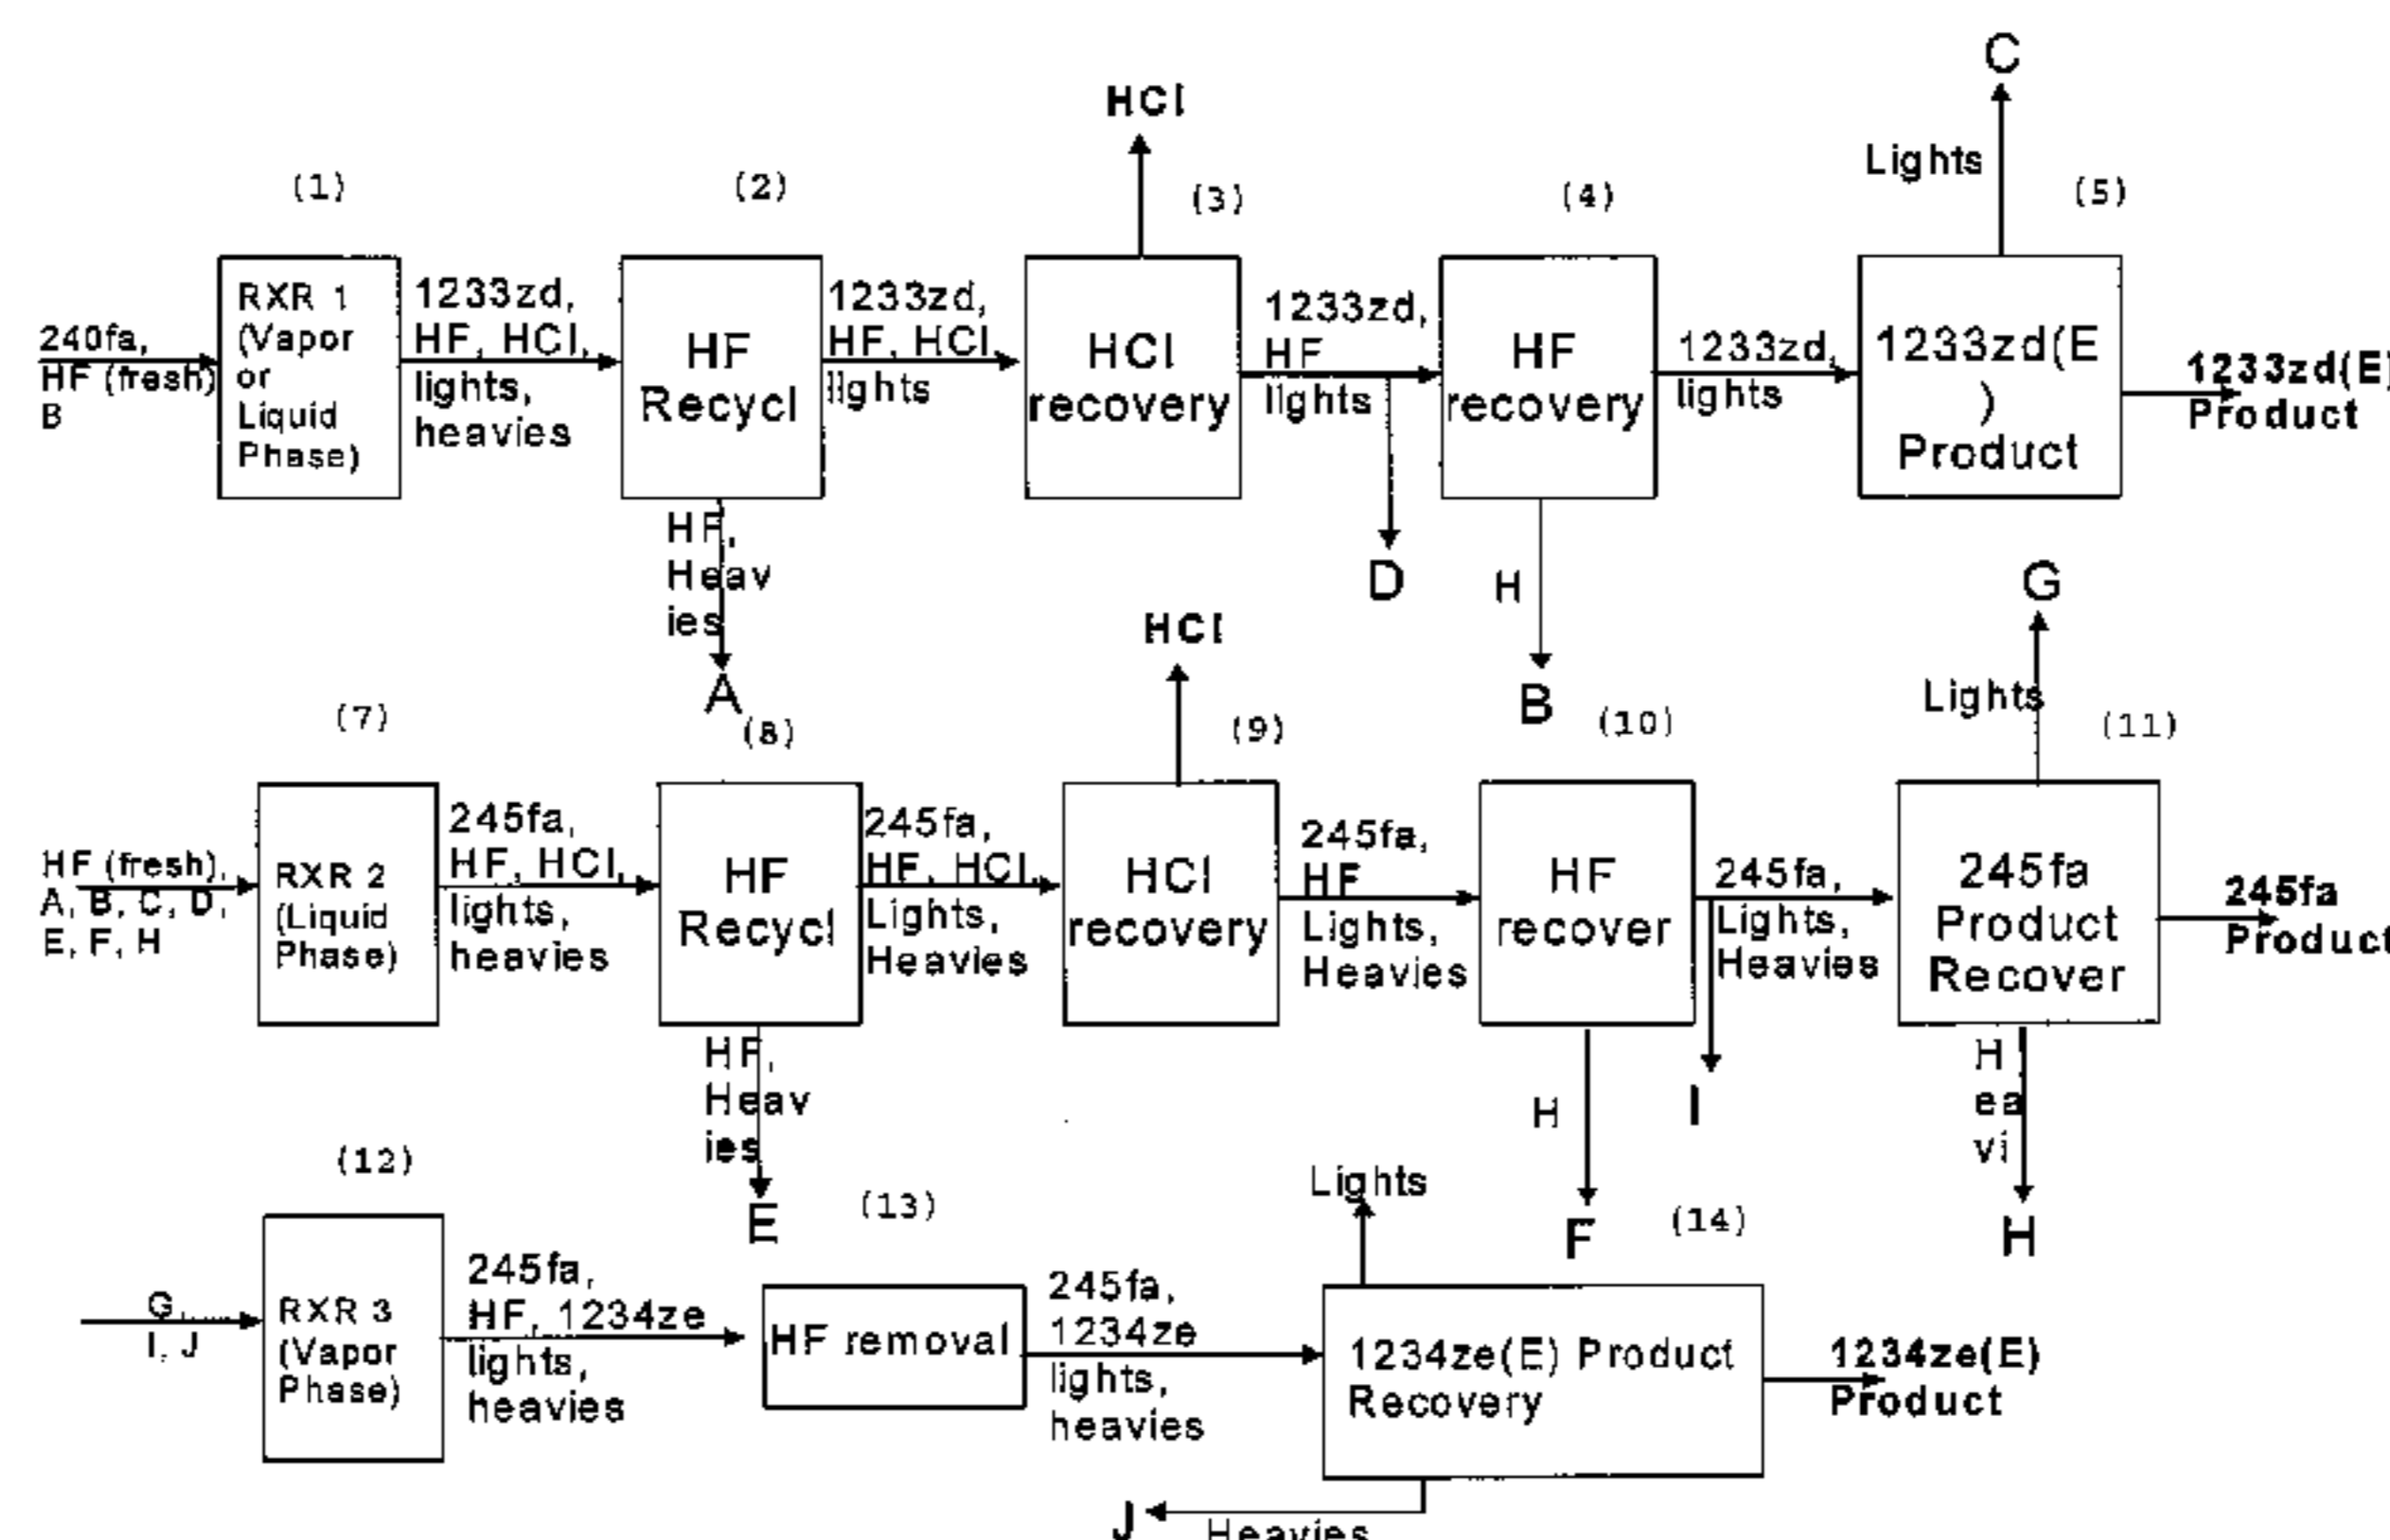 C
HCl
Lights
(1)
(2)
(3)
(4)
(5)
240fa,
HF (fresh)
B
RXR 1
(Vapor
or
Liquid
Phase)
1233zd,
HF, HCl,
lights,
heavies
HF
Recycl
1233zd,
HF, HCl,
lights
HCl
recovery
1233zd,
HF
lights
HF
recovery
1233zd,
lights
1233zd(E
)
Product
1233zd(E)
Product
HF,
Heav
ies
A
D
H
B
HCl
G
Lights
(7)
(8)
(9)
(10)
(11)
HF (fresh),
A, B, C, D,
E, F, H
RXR 2
(Liquid
Phase)
245fa,
HF, HCl,
lights,
heavies
HF
Recycl
245fa,
HF, HCl,
Lights,
Heavies
HCl
recovery
245fa,
HF
Lights,
Heavies
HF
recover
245fa,
Lights,
Heavies
245fa
Product
Recover
245fa
Product
HF,
Heav
ies
E
H
F
I
H
ea
vi
H
(12)
(13)
(14)
G,
I, J
RXR 3
(Vapor
Phase)
245fa,
HF, 1234ze
lights,
heavies
HF removal
245fa,
1234ze
lights,
heavies
Lights
1234ze(E) Product
Recovery
1234ze(E)
Product
J
Heavies